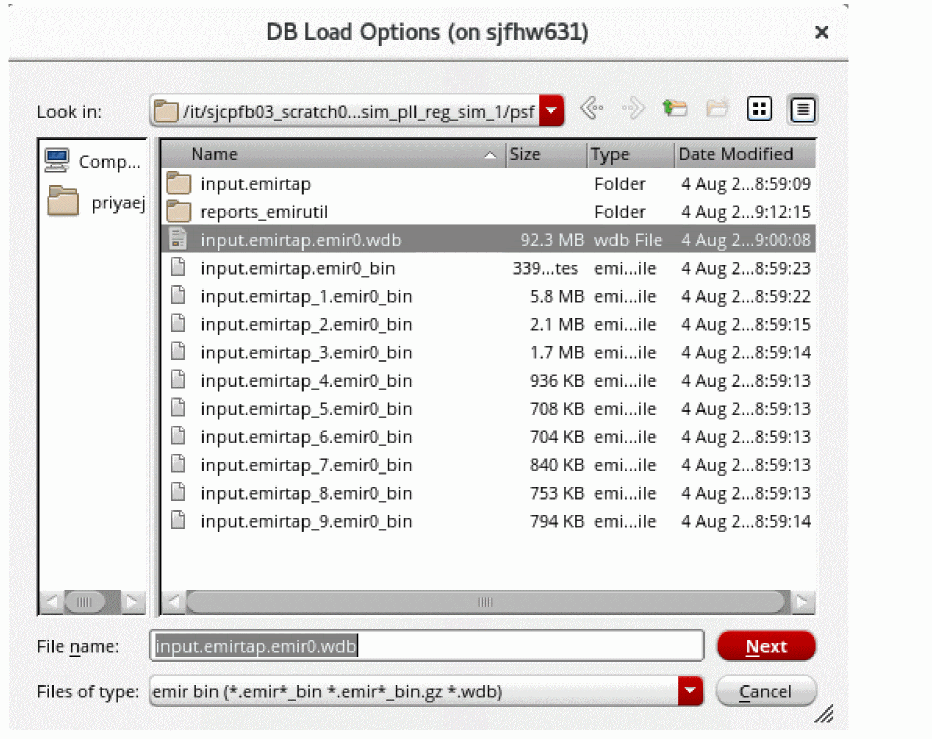 DB Load Options (on sjfhw631)
Look in: /it/sjcpfb03_scratch0...sim_pll_reg_sim_1/psf
Comp...
priyaej
Name Size Type Date Modified
input.emirtap Folder 4 Aug 2...8:59:09
reports_emirutil Folder 4 Aug 2...9:12:15
input.emirtap.emir0.wdb 92.3 MB wdb File 4 Aug 2...9:00:08
input.emirtap.emir0_bin 339...tes emi...ile 4 Aug 2...8:59:23
input.emirtap_1.emir0_bin 5.8 MB emi...ile 4 Aug 2...8:59:22
input.emirtap_2.emir0_bin 2.1 MB emi...ile 4 Aug 2...8:59:15
input.emirtap_3.emir0_bin 1.7 MB emi...ile 4 Aug 2...8:59:14
input.emirtap_4.emir0_bin 936 KB emi...ile 4 Aug 2...8:59:13
input.emirtap_5.emir0_bin 708 KB emi...ile 4 Aug 2...8:59:13
input.emirtap_6.emir0_bin 704 KB emi...ile 4 Aug 2...8:59:13
input.emirtap_7.emir0_bin 840 KB emi...ile 4 Aug 2...8:59:13
input.emirtap_8.emir0_bin 753 KB emi...ile 4 Aug 2...8:59:13
input.emirtap_9.emir0_bin 794 KB emi...ile 4 Aug 2...8:59:14
File name: input.emirtap.emir0.wdb Next
Files of type: emir bin (*.emir*_bin *.emir*_bin.gz *.wdb) Cancel